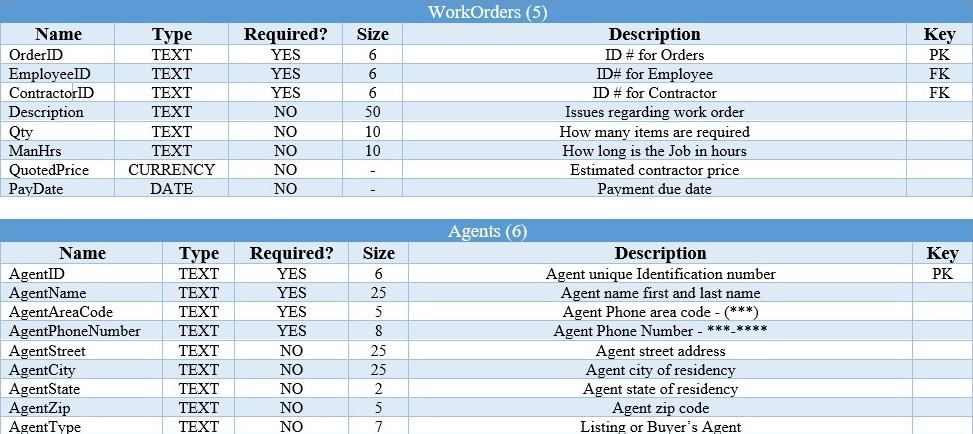 WorkOrders (5)
Name Type Required? Size Description Key
OrderID TEXT YES 6 ID # for Orders PK
EmployeeID TEXT YES 6 ID# for Employee FK
ContractorID TEXT YES 6 ID # for Contractor FK
Description TEXT NO 50 Issues regarding work order
Qty TEXT NO 10 How many items are required
ManHrs TEXT NO 10 How long is the Job in hours
QuotedPrice CURRENCY NO - Estimated contractor price
PayDate DATE NO - Payment due date
Agents (6)
Name Type Required? Size Description Key
AgentID TEXT YES 6 Agent unique Identification number PK
AgentName TEXT YES 25 Agent name first and last name
AgentAreaCode TEXT YES 5 Agent Phone area code - (***)
AgentPhoneNumber TEXT YES 8 Agent Phone Number - ***-****
AgentStreet TEXT NO 25 Agent street address
AgentCity TEXT NO 25 Agent city of residency
AgentState TEXT NO 2 Agent state of residency
AgentZip TEXT NO 5 Agent zip code
AgentType TEXT NO 7 Listing or Buyer's Agent